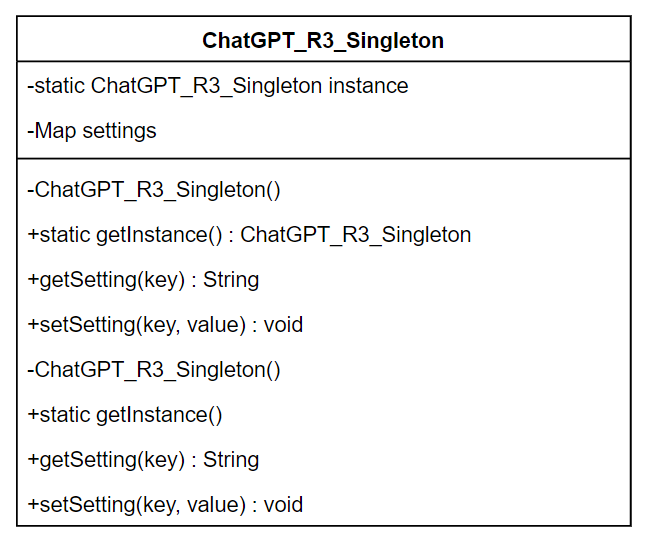 ChatGPT_R3_Singleton
-static ChatGPT_R3_Singleton instance
-Map settings
-ChatGPT_R3_Singleton()
+static getInstance() : ChatGPT_R3_Singleton
+getSetting(key) : String
+setSetting(key, value) : void
-ChatGPT_R3_Singleton()
+static getInstance()
+getSetting(key) : String
+setSetting(key, value) : void